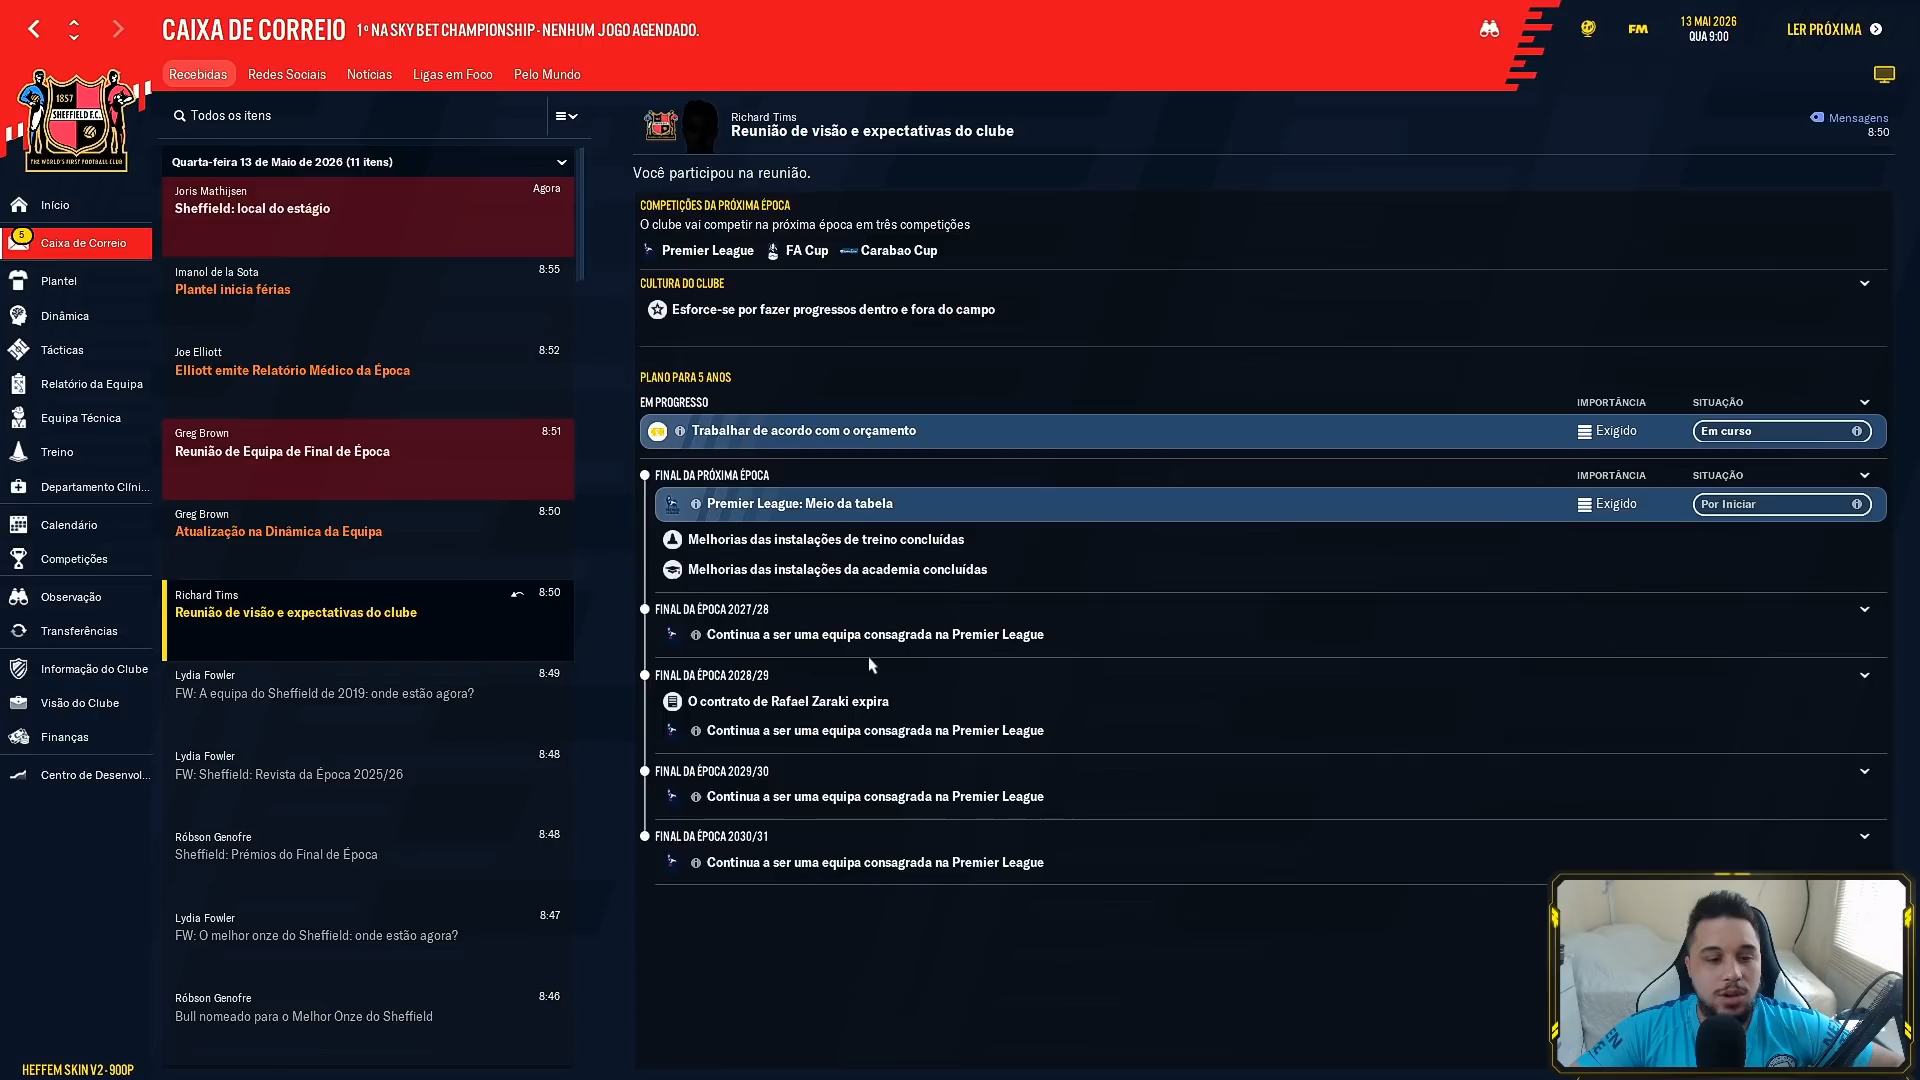 CAIXA DE CORREIO
1º NA SKY BET CHAMPIONSHIP - NENHUM JOGO AGENDADO.
FM
13 MAI 2026
QUA 9:00
LER PRÓXIMA
Recebidas
Redes Sociais
Notícias
Ligas em Foco
Pelo Mundo
1857
SHEFFIELD F.C.
THE WORLD'S FIRST FOOTBALL CLUB
Início
5
Caixa de Correio
Plantel
Dinâmica
Tácticas
Relatório da Equipa
Equipa Técnica
Treino
Departamento Clíni...
Calendário
Competições
Observação
Transferências
Informação do Clube
Visão do Clube
Finanças
Centro de Desenvol...
HEFFEM SKIN V2 - 900P
Todos os itens
Quarta-feira 13 de Maio de 2026 (11 itens)
Joris Mathijsen
Agora
Sheffield: local do estágio
Imanol de la Sota
8:55
Plantel inicia férias
Joe Elliott
8:52
Elliott emite Relatório Médico da Época
Greg Brown
8:51
Reunião de Equipa de Final de Época
Greg Brown
8:50
Atualização na Dinâmica da Equipa
Richard Tims
8:50
Reunião de visão e expectativas do clube
Lydia Fowler
8:49
FW: A equipa do Sheffield de 2019: onde estão agora?
Lydia Fowler
8:48
FW: Sheffield: Revista da Época 2025/26
Róbson Genofre
8:48
Sheffield: Prémios do Final de Época
Lydia Fowler
8:47
FW: O melhor onze do Sheffield: onde estão agora?
Róbson Genofre
8:46
Bull nomeado para o Melhor Onze do Sheffield
Richard Tims
Reunião de visão e expectativas do clube
Mensagens
8:50
Você participou na reunião.
COMPETIÇÕES DA PRÓXIMA ÉPOCA
O clube vai competir na próxima época em três competições
Premier League
FA Cup
Carabao Cup
CULTURA DO CLUBE
Esforce-se por fazer progressos dentro e fora do campo
PLANO PARA 5 ANOS
EM PROGRESSO
IMPORTÂNCIA
SITUAÇÃO
Trabalhar de acordo com o orçamento
Exigido
Em curso
FINAL DA PRÓXIMA ÉPOCA
IMPORTÂNCIA
SITUAÇÃO
Premier League: Meio da tabela
Exigido
Por Iniciar
Melhorias das instalações de treino concluídas
Melhorias das instalações da academia concluídas
FINAL DA ÉPOCA 2027/28
Continua a ser uma equipa consagrada na Premier League
FINAL DA ÉPOCA 2028/29
O contrato de Rafael Zaraki expira
Continua a ser uma equipa consagrada na Premier League
FINAL DA ÉPOCA 2029/30
Continua a ser uma equipa consagrada na Premier League
FINAL DA ÉPOCA 2030/31
Continua a ser uma equipa consagrada na Premier League